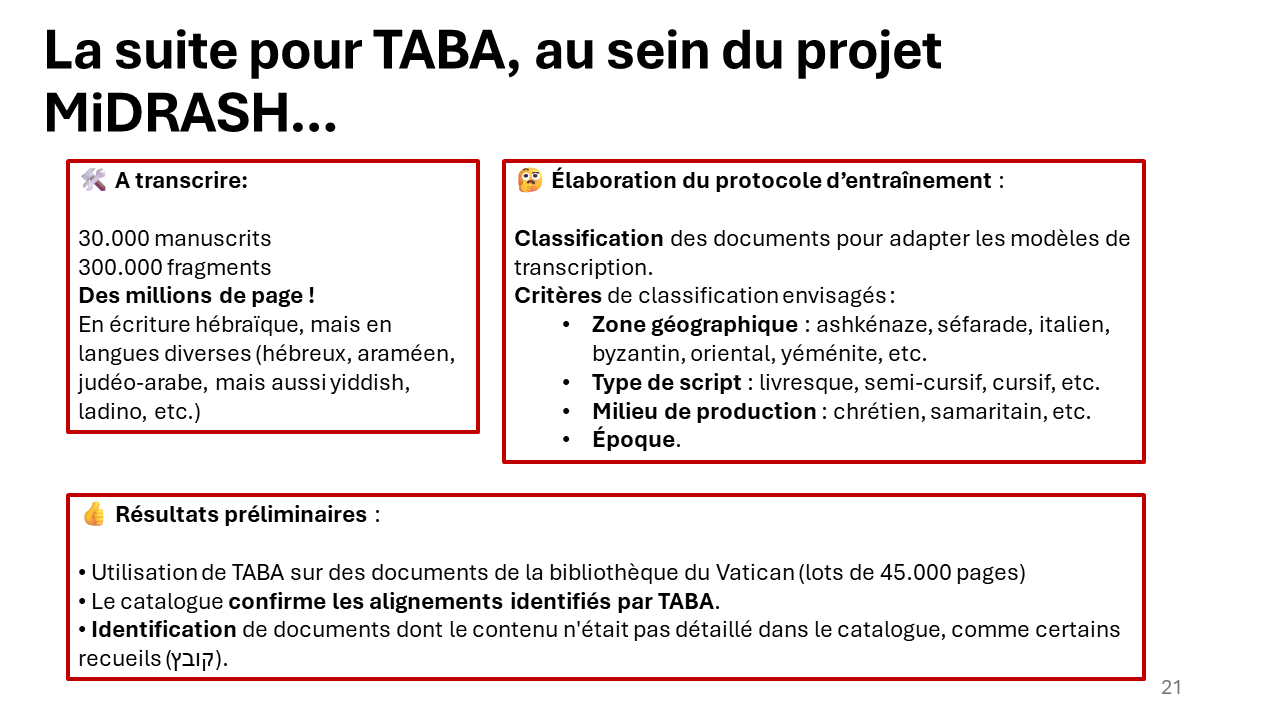 La suite pour TABA, au sein du projet
MiDRASH…
🛠️ A transcrire:
30.000 manuscrits
300.000 fragments
Des millions de page !
En écriture hébraïque, mais en
langues diverses (hébreux, araméen,
judéo-arabe, mais aussi yiddish,
ladino, etc.)
🤔 Élaboration du protocole d’entraînement :
Classification des documents pour adapter les modèles de
transcription.
Critères de classification envisagés :
• Zone géographique : ashkénaze, séfarade, italien,
byzantin, oriental, yéménite, etc.
• Type de script : livresque, semi-cursif, cursif, etc.
• Milieu de production : chrétien, samaritain, etc.
• Époque.
👍 Résultats préliminaires :
• Utilisation de TABA sur des documents de la bibliothèque du Vatican (lots de 45.000 pages)
• Le catalogue confirme les alignements identifiés par TABA.
• Identification de documents dont le contenu n'était pas détaillé dans le catalogue, comme certains
recueils (קובץ).
21